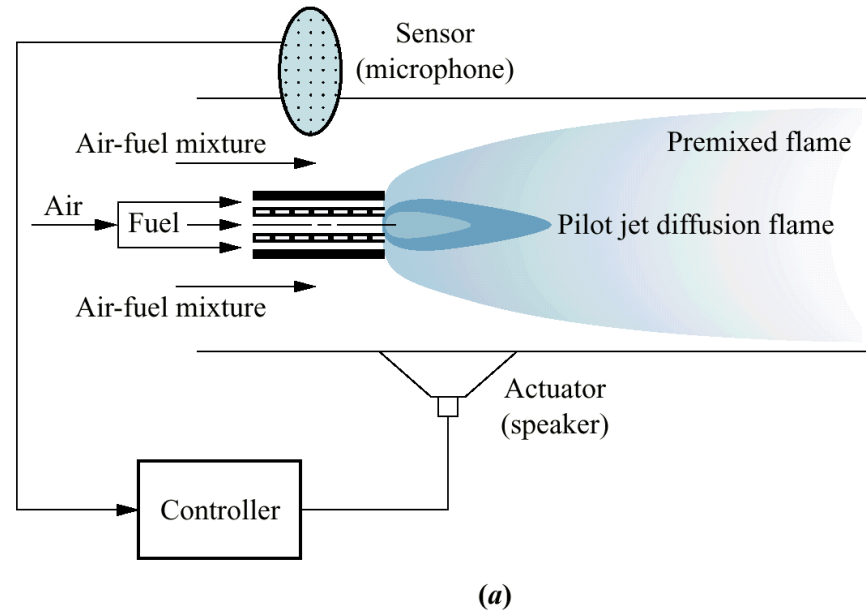 Sensor
(microphone)
Air-fuel mixture
Premixed flame
Air
Fuel
Pilot jet diffusion flame
Air-fuel mixture
Actuator
(speaker)
Controller
(a)